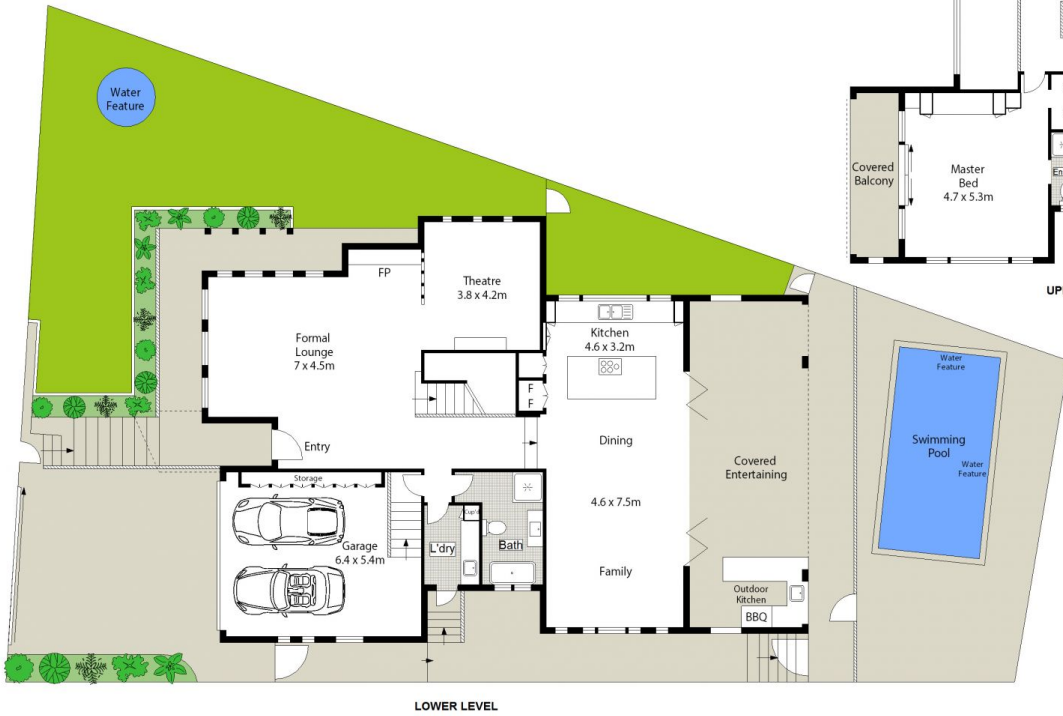 Water
Feature
Covered
Balcony
Master
Bed
4.7 x 5.3m
En
UP
FP
Theatre
3.8 x 4.2m
Formal
Lounge
7 x 4.5m
Kitchen
4.6 x 3.2m
F
F
Entry
Dining
4.6 x 7.5m
Family
Covered
Entertaining
Water
Feature
Swimming
Pool
Water
Feature
Storage
Garage
6.4 x 5.4m
Cup'd
L'dry
Bath
Outdoor
Kitchen
BBQ
LOWER LEVEL